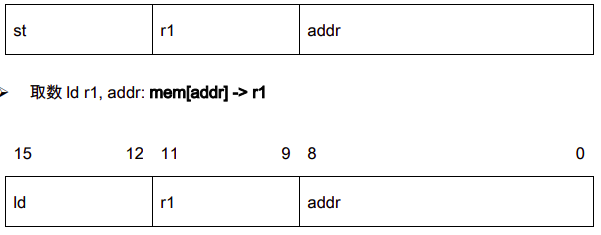 st r1 addr
➢ 取数 ld r1, addr: mem[addr] -> r1
15 12 11 9 8 0
ld r1 addr